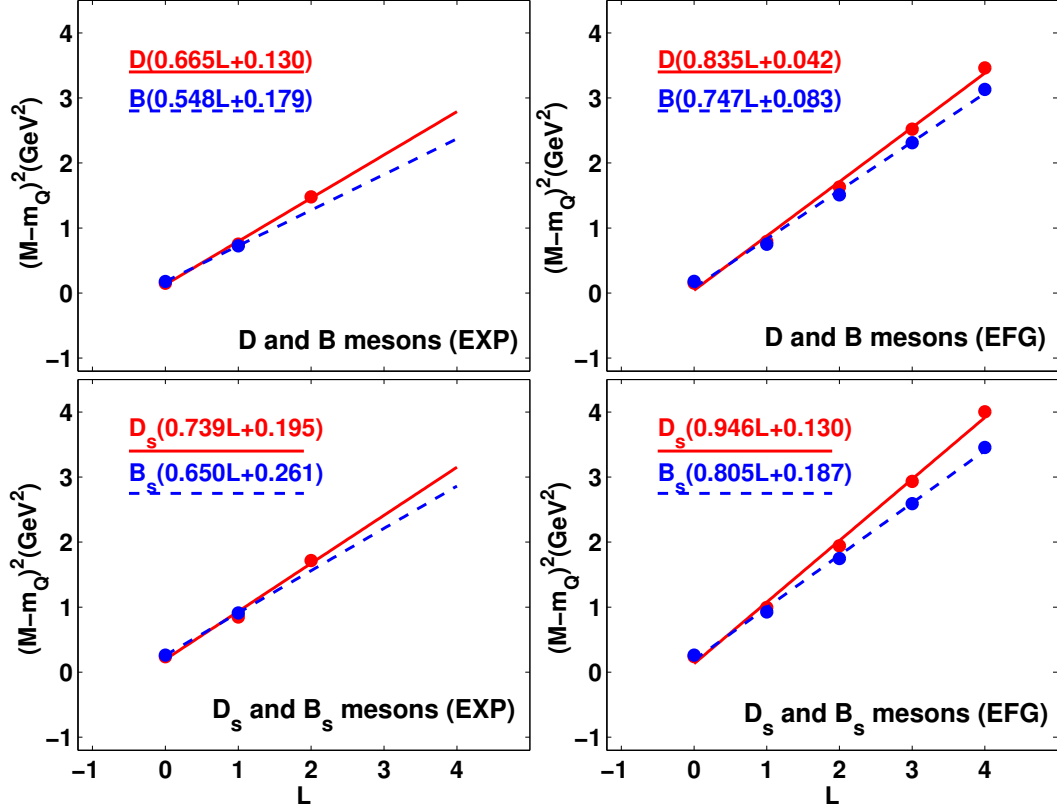 (M−m_Q)^2(GeV^2)
4
3
2
1
0
−1
D(0.665L+0.130)
B(0.548L+0.179)
D and B mesons (EXP)
(M−m_Q)^2(GeV^2)
4
3
2
1
0
−1
D(0.835L+0.042)
B(0.747L+0.083)
D and B mesons (EFG)
(M−m_Q)^2(GeV^2)
4
3
2
1
0
−1
D_s(0.739L+0.195)
B_s(0.650L+0.261)
D_s and B_s mesons (EXP)
−1 0 1 2 3 4
L
(M−m_Q)^2(GeV^2)
4
3
2
1
0
−1
D_s(0.946L+0.130)
B_s(0.805L+0.187)
D_s and B_s mesons (EFG)
−1 0 1 2 3 4
L